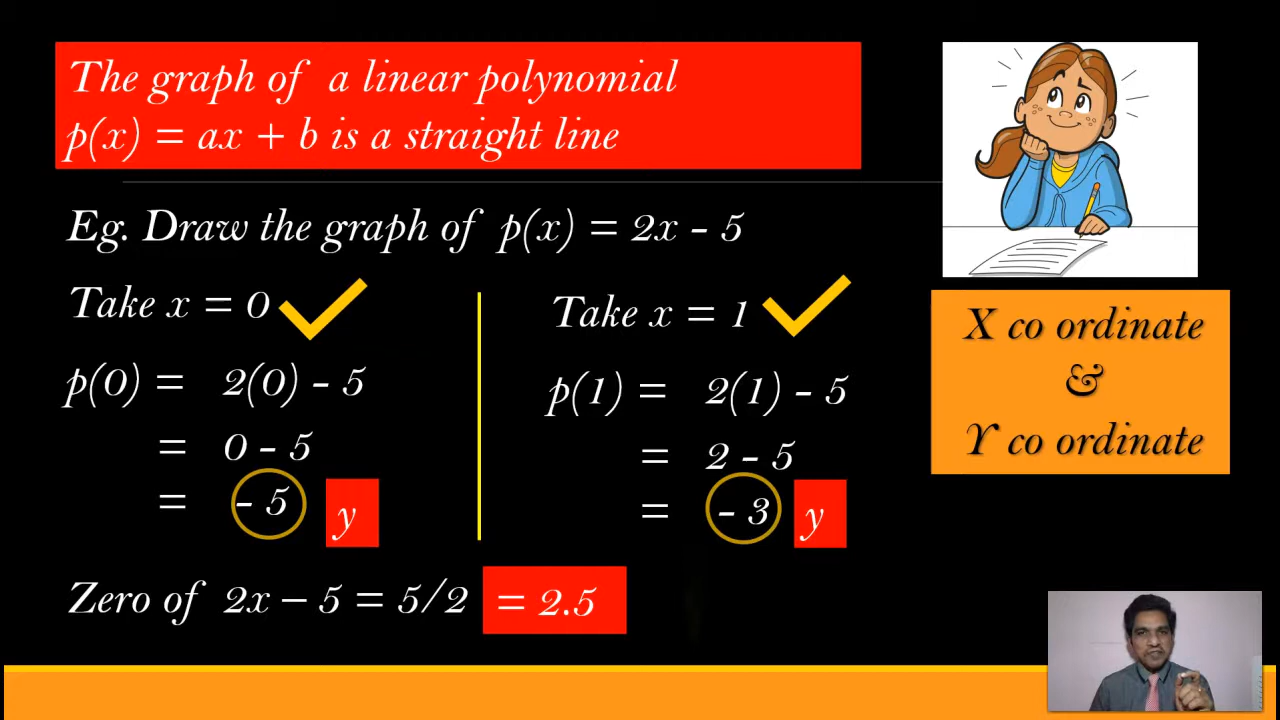 The graph of a linear polynomial
p(x) = ax + b is a straight line
Eg. Draw the graph of p(x) = 2x - 5
Take x = 0
p(0) = 2(0) - 5
= 0 - 5
= - 5
y
Take x = 1
p(1) = 2(1) - 5
= 2 - 5
= - 3
y
Zero of 2x – 5 = 5/2 = 2.5
X co ordinate
&
Y co ordinate